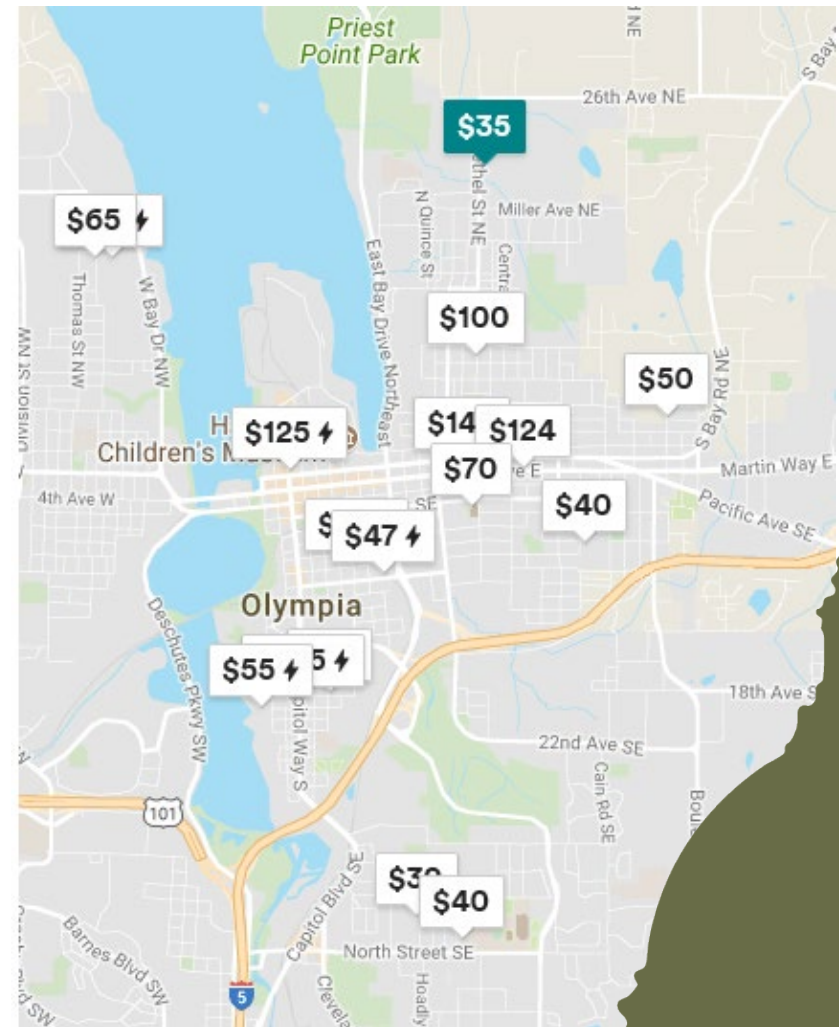 Priest
Point Park
26th Ave NE
S Bay
$35
Miller Ave NE
N Quince St
$65
Thomas St NW
W Bay Dr NW
East Bay Drive Northeast
$100
$50
S Bay Rd NE
$125
$124
Children's
$70
Martin Way E
4th Ave W
SE
$40
Pacific Ave SE
$47
Olympia
Deschutes Pkwy SW
$55
18th Ave S
22nd Ave SE
Cain Rd SE
101
$40
Capitol Blvd SE
North Street SE
Barnes Blvd SW
Hoadly
5